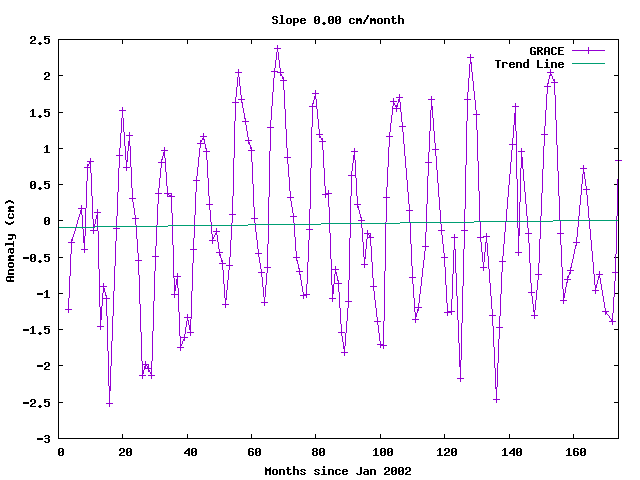 Slope 0.00 cm/month
GRACE
Trend Line
2.5
2
1.5
1
0.5
0
-0.5
-1
-1.5
-2
-2.5
-3
Anomaly (cm)
0 20 40 60 80 100 120 140 160
Months since Jan 2002